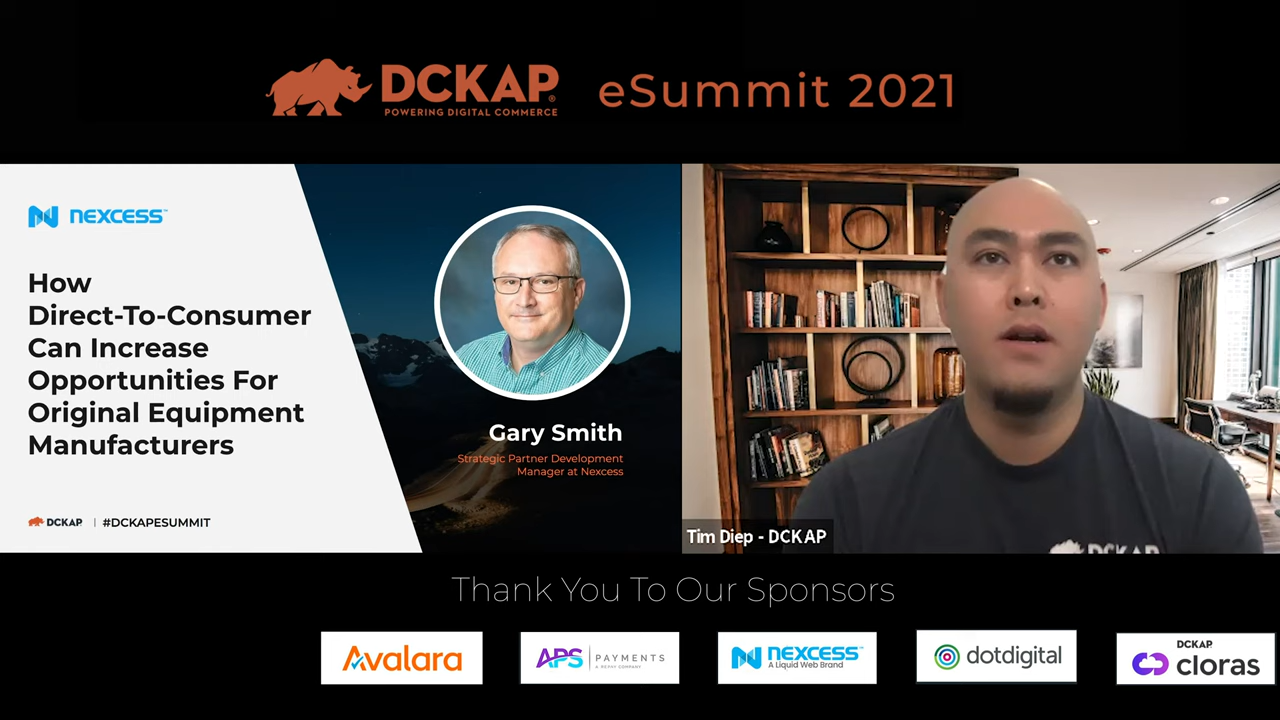 DCKAP
POWERING DIGITAL COMMERCE
eSummit 2021
NEXCESS
How
Direct-To-Consumer
Can Increase
Opportunities For
Original Equipment
Manufacturers
DCKAP | #DCKAPESUMMIT
Gary Smith
Strategic Partner Development
Manager at Nexcess
DCKAP
Tim Diep - DCKAP
Thank You To Our Sponsors
Avalara
APS | PAYMENTS
NEXCESS
A Liquid Web Brand
dotdigital
DCKAP
cloras